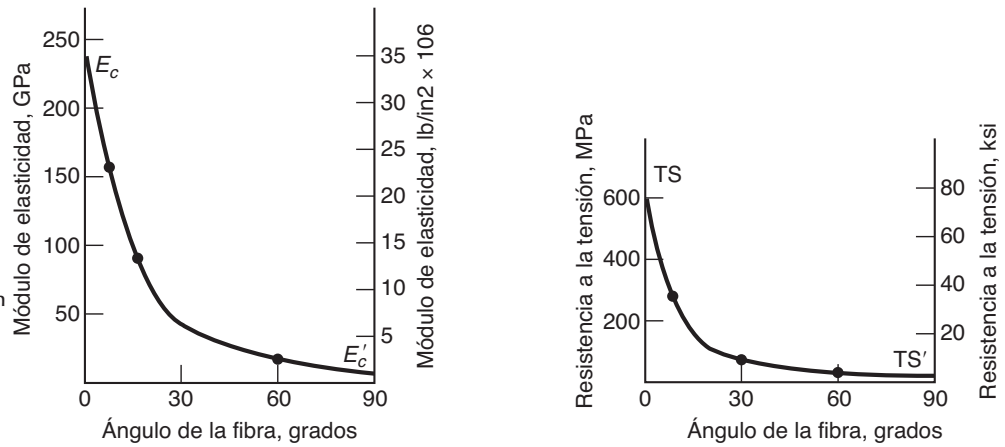 Módulo de elasticidad, GPa
250
200
150
100
50
E_c
E_c′
35
30
25
20
15
10
5
Módulo de elasticidad, lb/in2 × 106
0 30 60 90
Ángulo de la fibra, grados
Resistencia a la tensión, MPa
600
400
200
TS
TS′
80
60
40
20
Resistencia a la tensión, ksi
0 30 60 90
Ángulo de la fibra, grados